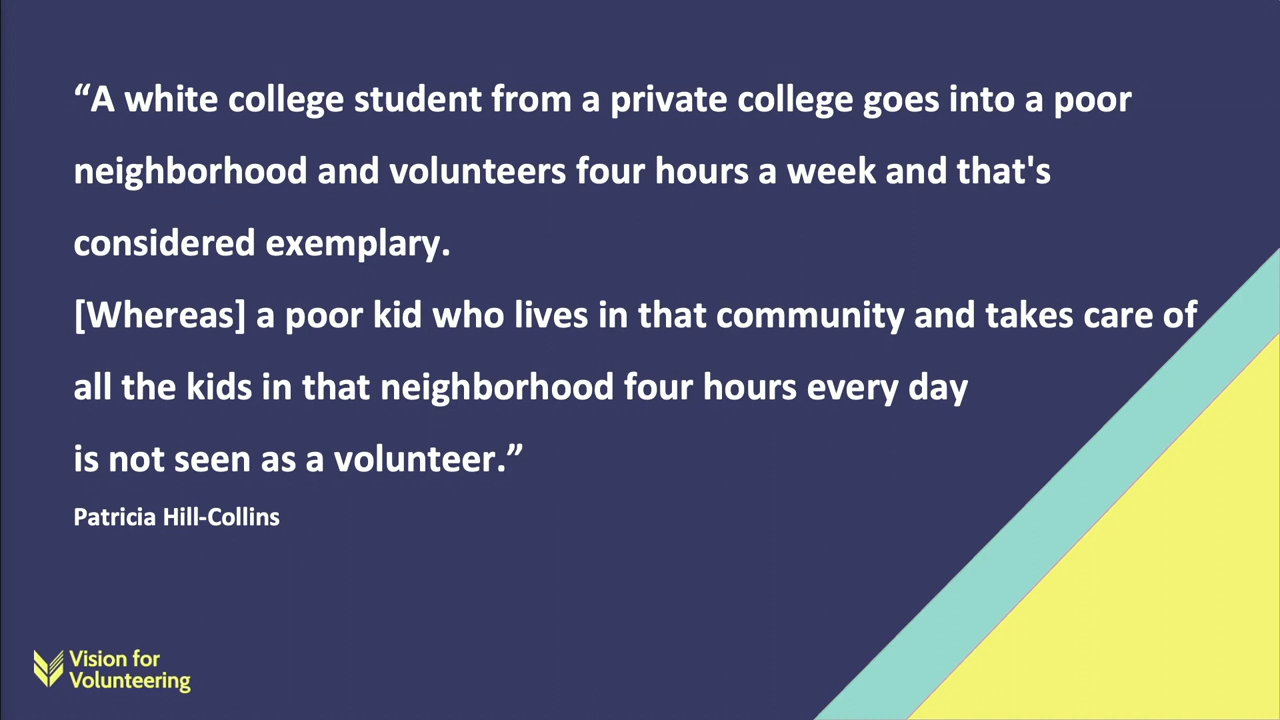 “A white college student from a private college goes into a poor
neighborhood and volunteers four hours a week and that's
considered exemplary.
[Whereas] a poor kid who lives in that community and takes care of
all the kids in that neighborhood four hours every day
is not seen as a volunteer.”
Patricia Hill-Collins
Vision for
Volunteering